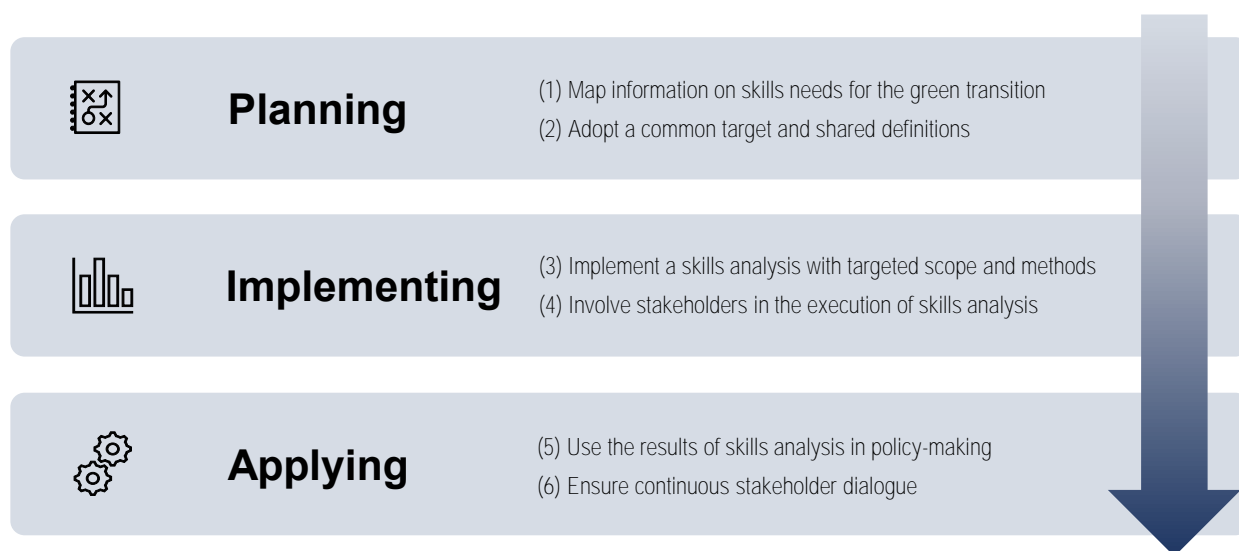 Planning
(1) Map information on skills needs for the green transition
(2) Adopt a common target and shared definitions
Implementing
(3) Implement a skills analysis with targeted scope and methods
(4) Involve stakeholders in the execution of skills analysis
Applying
(5) Use the results of skills analysis in policy-making
(6) Ensure continuous stakeholder dialogue